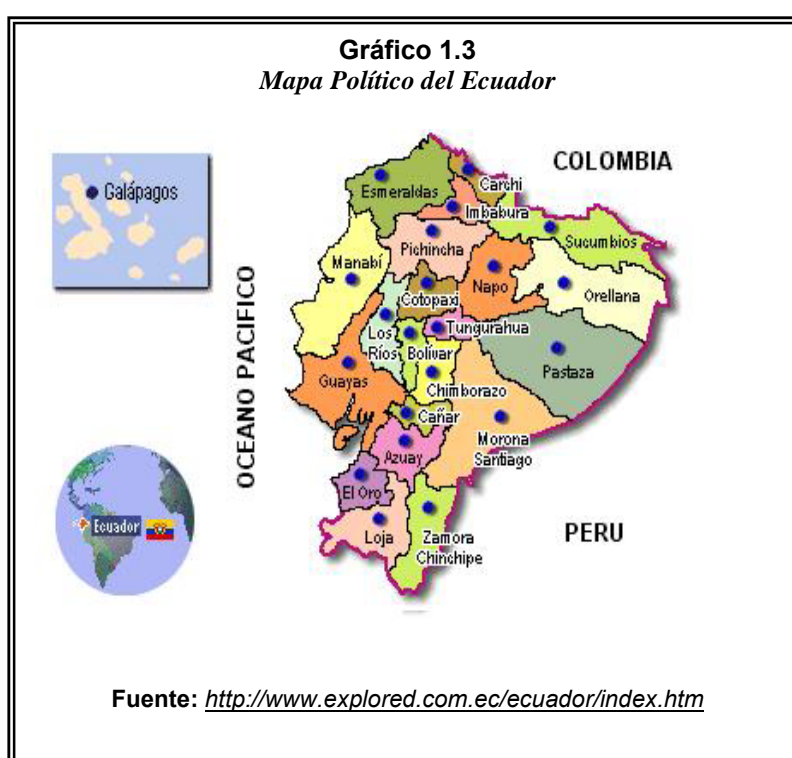 Gráfico 1.3
Mapa Político del Ecuador
COLOMBIA
Galápagos
Esmeraldas
Carchi
Imbabura
Pichincha
Sucumbios
Manabí
Cotopaxi
Napo
Orellana
OCEANO PACIFICO
Los
Ríos
Bolívar
Tungurahua
Guayas
Chimborazo
Pastaza
Cañar
Azuay
Morona
Santiago
El Oro
Ecuador
Loja
Zamora
Chinchipe
PERU
Fuente: http://www.explored.com.ec/ecuador/index.htm